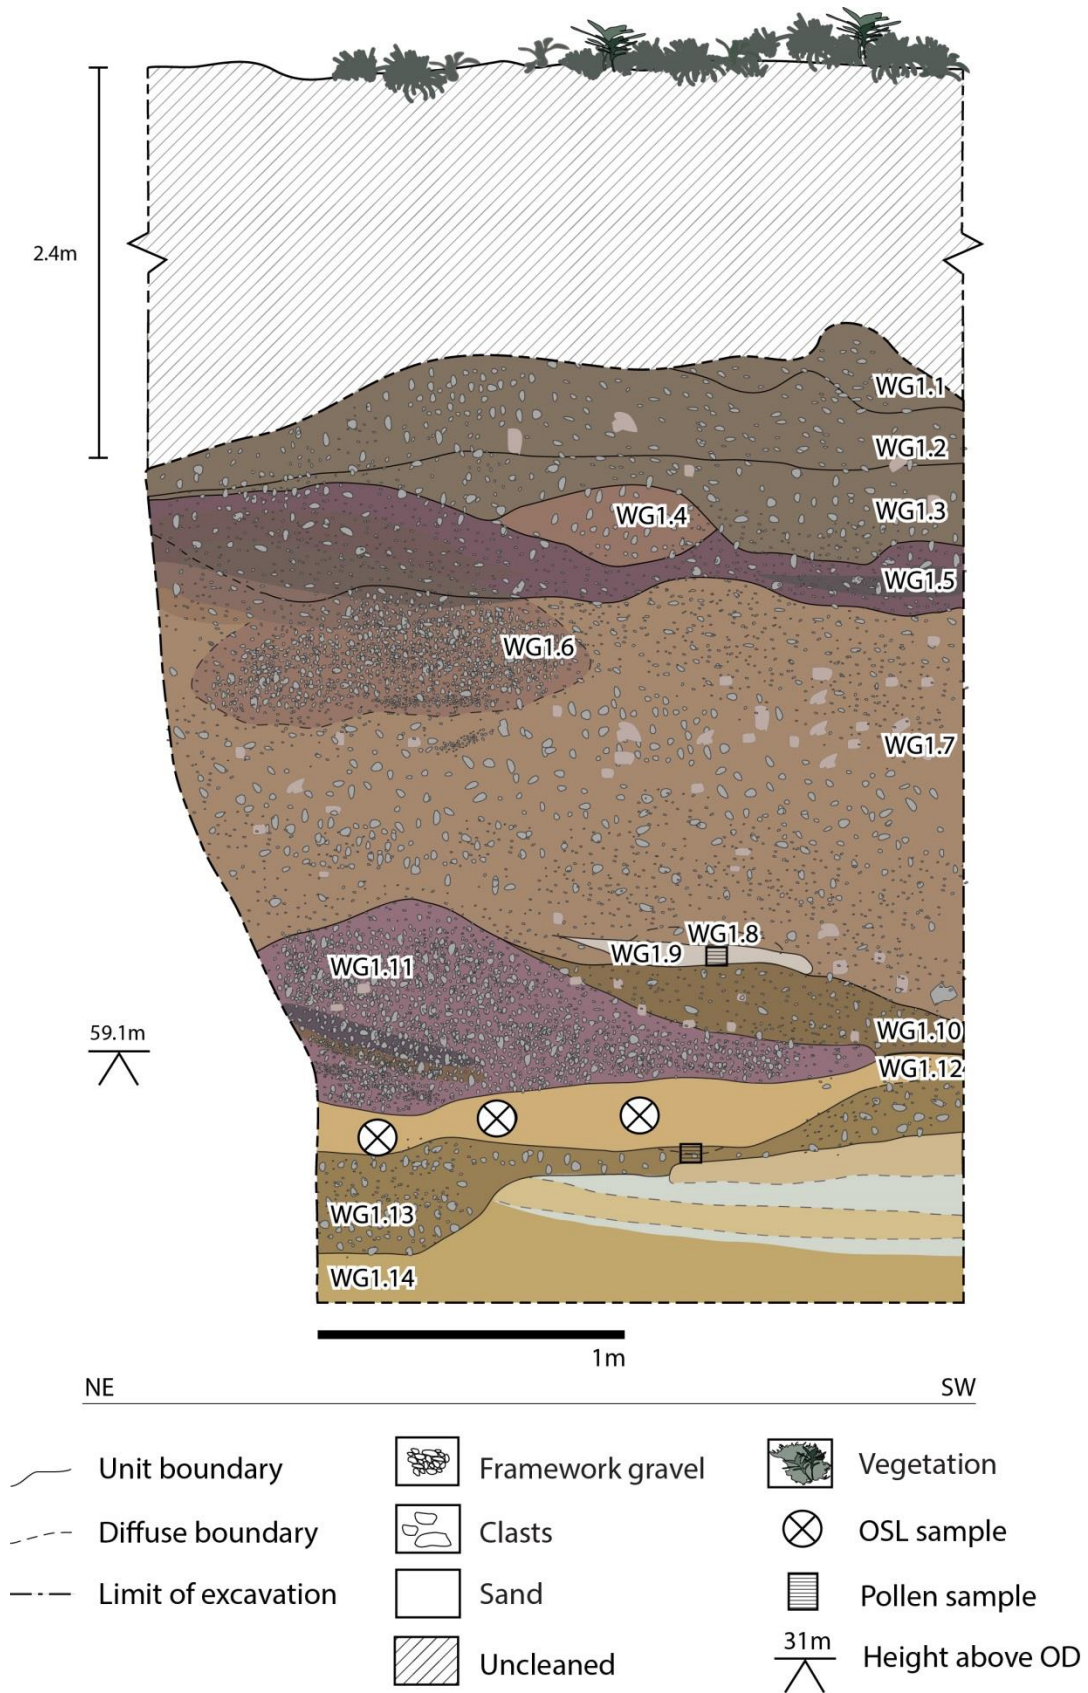 2.4m
WG1.1
WG1.2
WG1.3
WG1.4
WG1.5
WG1.6
WG1.7
WG1.8
WG1.9
WG1.11
WG1.10
59.1m
WG1.12
WG1.13
WG1.14
1m
NE SW
Unit boundary
Framework gravel
Vegetation
Diffuse boundary
Clasts
OSL sample
Limit of excavation
Sand
Pollen sample
Uncleaned
31m
Height above OD